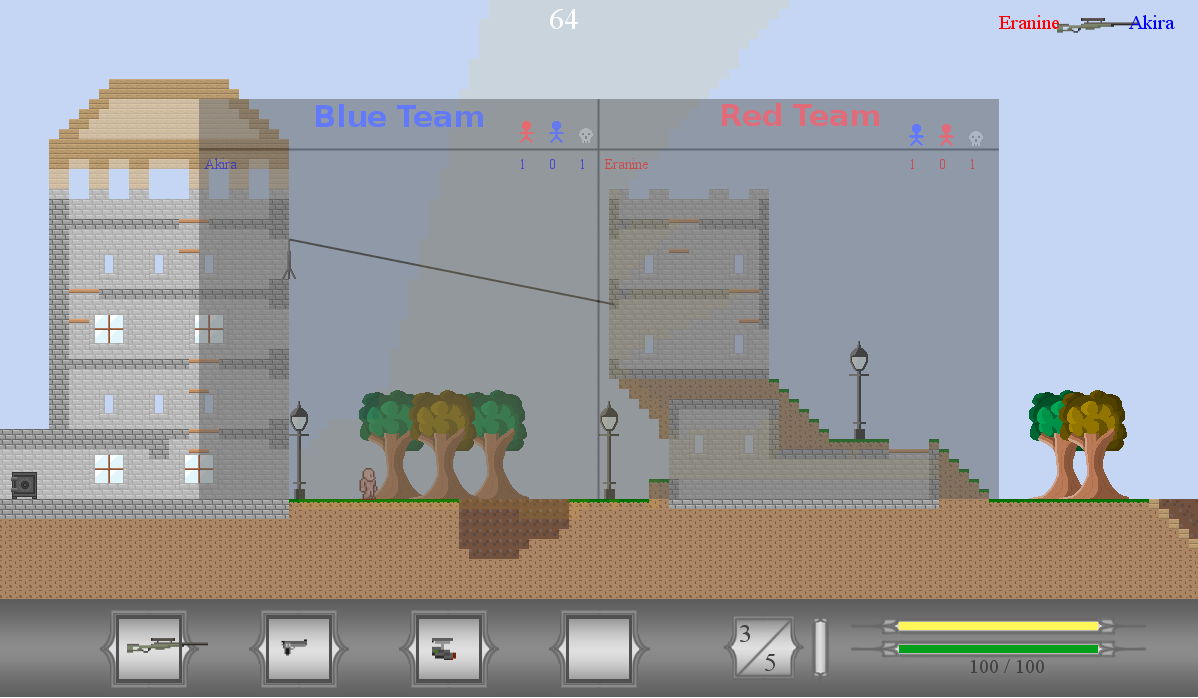 64
Eranine Akira
Blue Team Red Team
Akira 1 0 1 Eranine 1 0 1
3/5
100 / 100